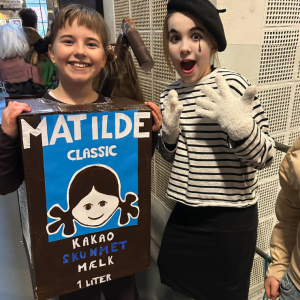 MATILDE
CLASSIC
KAKAO
SKUMMET
MÆLK
1 LITER